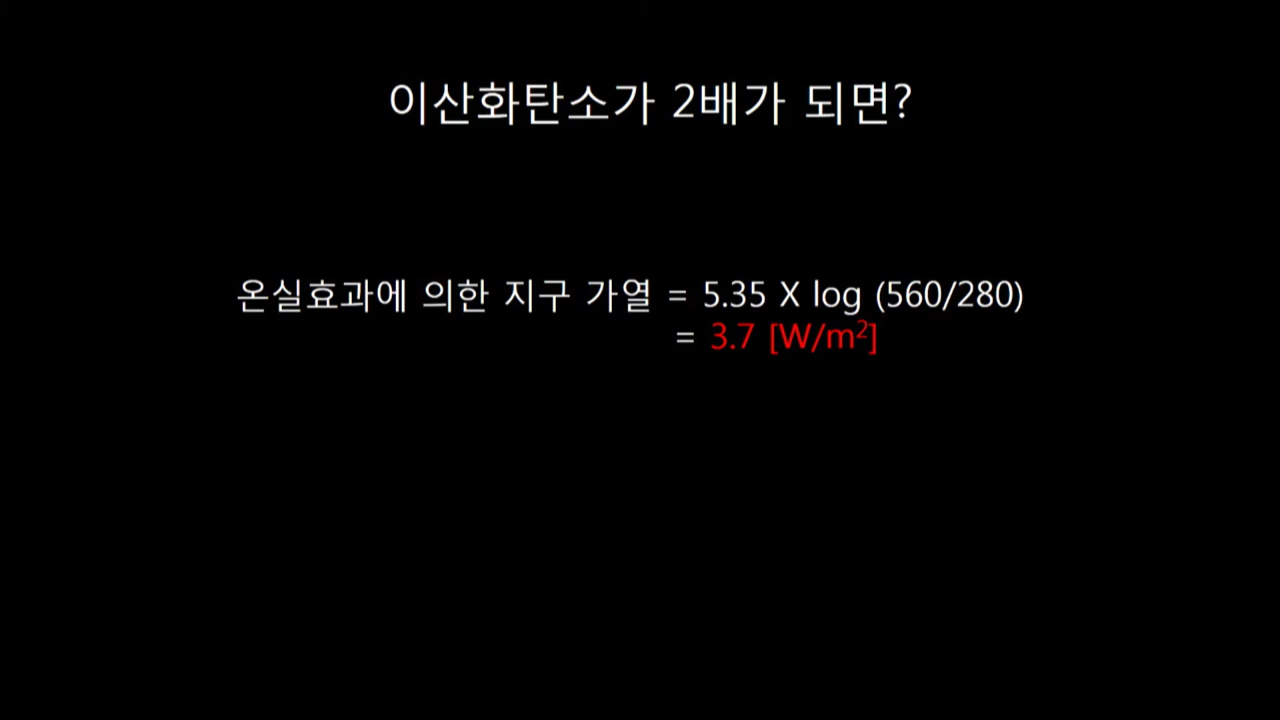 이산화탄소가 2배가 되면?
온실효과에 의한 지구 가열 = 5.35 X log (560/280)
= 3.7 [W/m²]